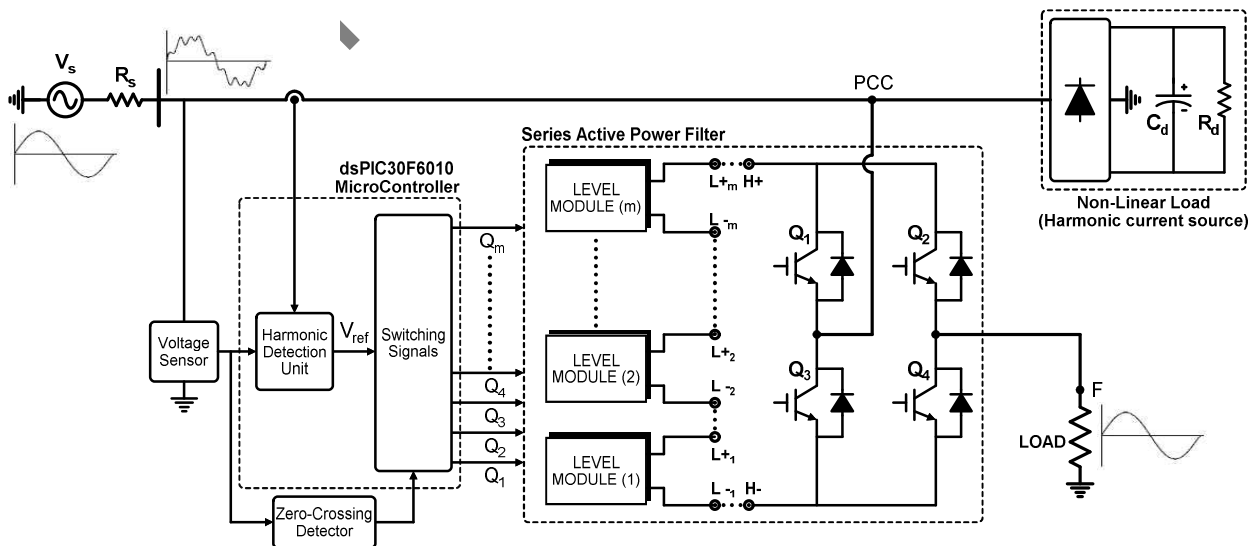 Vs
Rs
PCC
Cd
+
-
Rd
Non-Linear Load
(Harmonic current source)
Series Active Power Filter
dsPIC30F6010
MicroController
Voltage
Sensor
Harmonic
Detection
Unit
Vref
Switching
Signals
Zero-Crossing
Detector
Qm
Q4
Q3
Q2
Q1
LEVEL
MODULE (m)
LEVEL
MODULE (2)
LEVEL
MODULE (1)
L+m H+
L-m
L+2
L-2
L+1
L-1 H-
Q1
Q2
Q3
Q4
F
LOAD